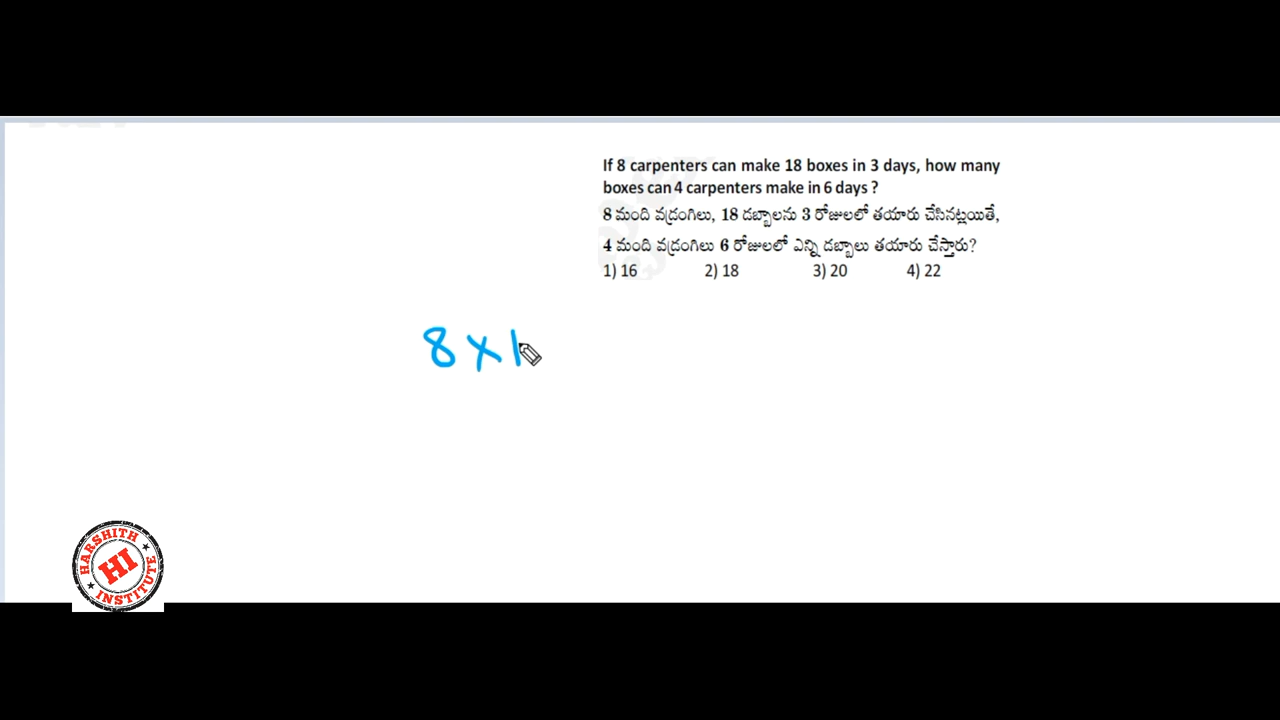 If 8 carpenters can make 18 boxes in 3 days, how many
boxes can 4 carpenters make in 6 days ?
8 మంది వడ్రంగిలు, 18 డబ్బాలను 3 రోజులలో తయారు చేసినట్లయితే,
4 మంది వడ్రంగిలు 6 రోజులలో ఎన్ని డబ్బాలు తయారు చేస్తారు?
1) 16 2) 18 3) 20 4) 22
8 × 1
HARSHITH
HI
INSTITUTE